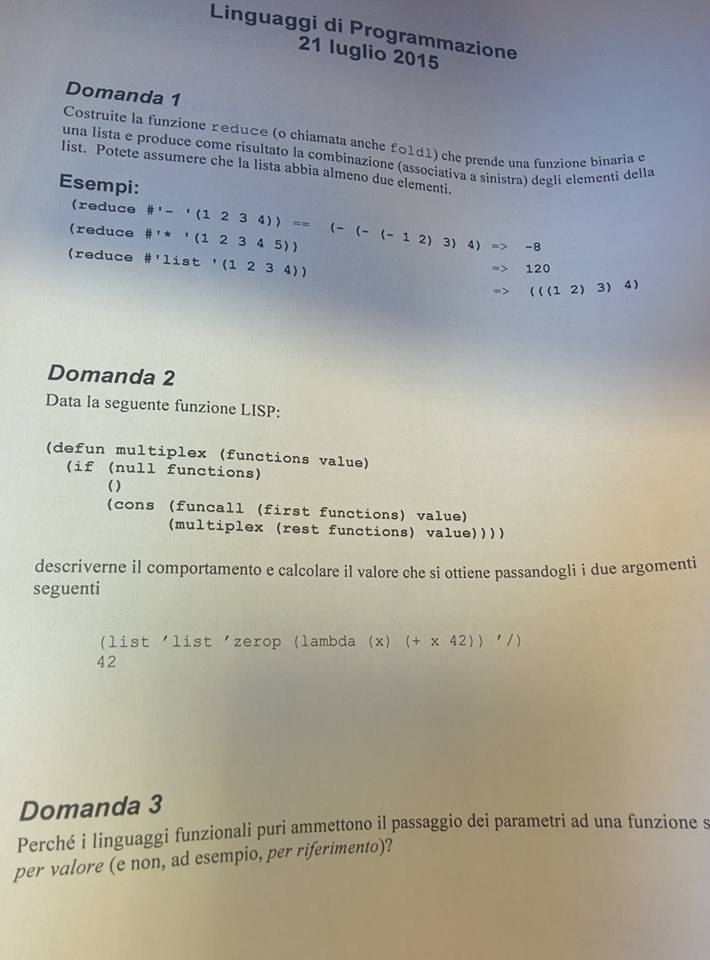 Linguaggi di Programmazione
21 luglio 2015
Domanda 1
Costruite la funzione reduce (o chiamata anche foldl) che prende una funzione binaria e
una lista e produce come risultato la combinazione (associativa a sinistra) degli elementi della
list. Potete assumere che la lista abbia almeno due elementi.
Esempi:
(reduce #'- '(1 2 3 4)) == (- (- (- 1 2) 3) 4) => -8
(reduce #'* '(1 2 3 4 5)) => 120
(reduce #'list '(1 2 3 4)) => (((1 2) 3) 4)
Domanda 2
Data la seguente funzione LISP:
(defun multiplex (functions value)
(if (null functions)
()
(cons (funcall (first functions) value)
(multiplex (rest functions) value))))
descriverne il comportamento e calcolare il valore che si ottiene passandogli i due argomenti
seguenti
(list 'list 'zerop (lambda (x) (+ x 42)) '/)
42
Domanda 3
Perché i linguaggi funzionali puri ammettono il passaggio dei parametri ad una funzione s
per valore (e non, ad esempio, per riferimento)?